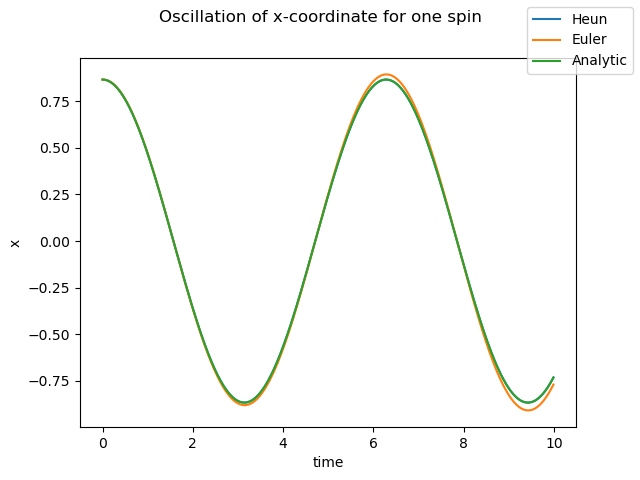 Oscillation of x-coordinate for one spin
Heun
Euler
Analytic
0.75
0.50
0.25
0.00
−0.25
−0.50
−0.75
x
0 2 4 6 8 10
time